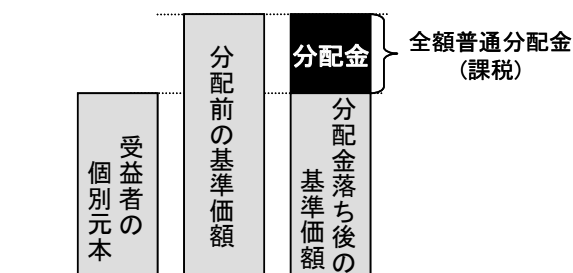 受益者の
個別元本
分配前の基準価額
分配金
分配金落ち後の
基準価額
全額普通分配金
(課税)